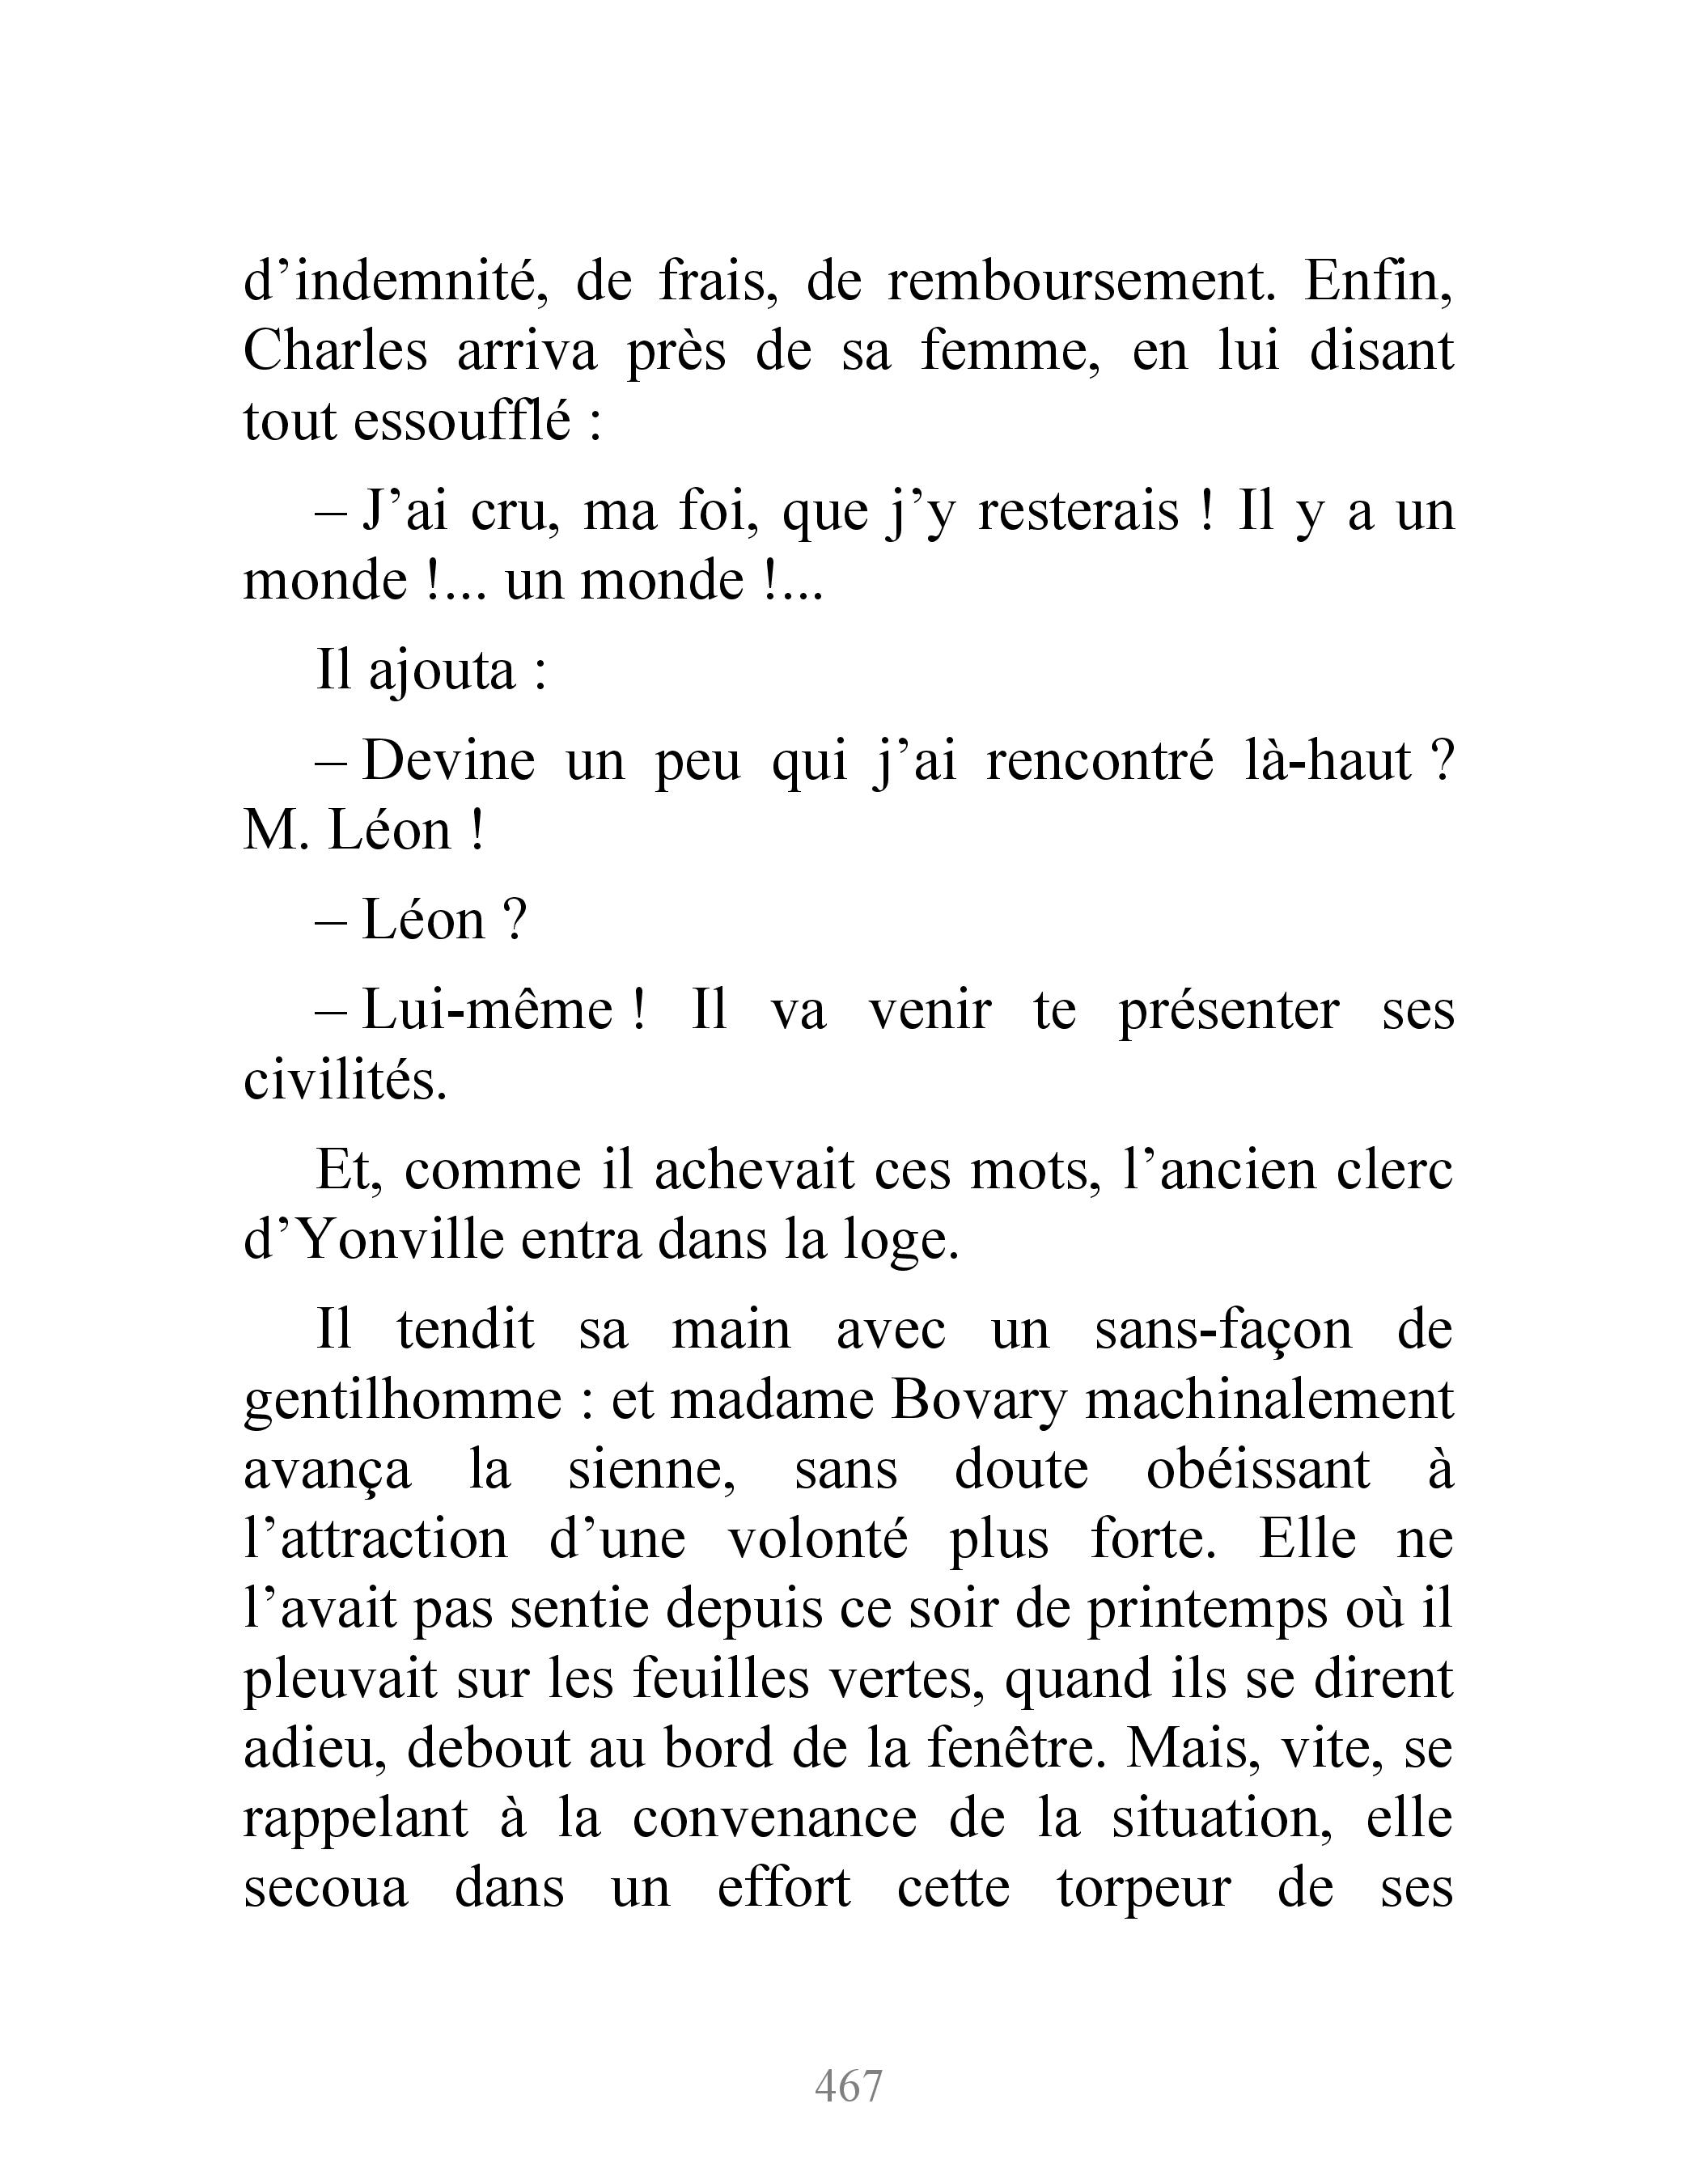 d’indemnité, de frais, de remboursement. Enfin,
Charles arriva près de sa femme, en lui disant
tout essoufflé :
– J’ai cru, ma foi, que j’y resterais ! Il y a un
monde !... un monde !...
Il ajouta :
– Devine un peu qui j’ai rencontré là-haut ?
M. Léon !
– Léon ?
– Lui-même ! Il va venir te présenter ses
civilités.
Et, comme il achevait ces mots, l’ancien clerc
d’Yonville entra dans la loge.
Il tendit sa main avec un sans-façon de
gentilhomme : et madame Bovary machinalement
avança la sienne, sans doute obéissant à
l’attraction d’une volonté plus forte. Elle ne
l’avait pas sentie depuis ce soir de printemps où il
pleuvait sur les feuilles vertes, quand ils se dirent
adieu, debout au bord de la fenêtre. Mais, vite, se
rappelant à la convenance de la situation, elle
secoua dans un effort cette torpeur de ses
467